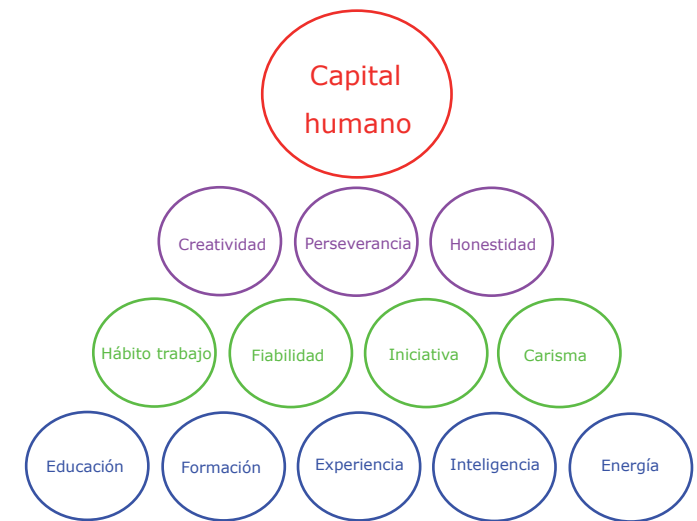 Capital
humano
Creatividad
Perseverancia
Honestidad
Hábito trabajo
Fiabilidad
Iniciativa
Carisma
Educación
Formación
Experiencia
Inteligencia
Energía